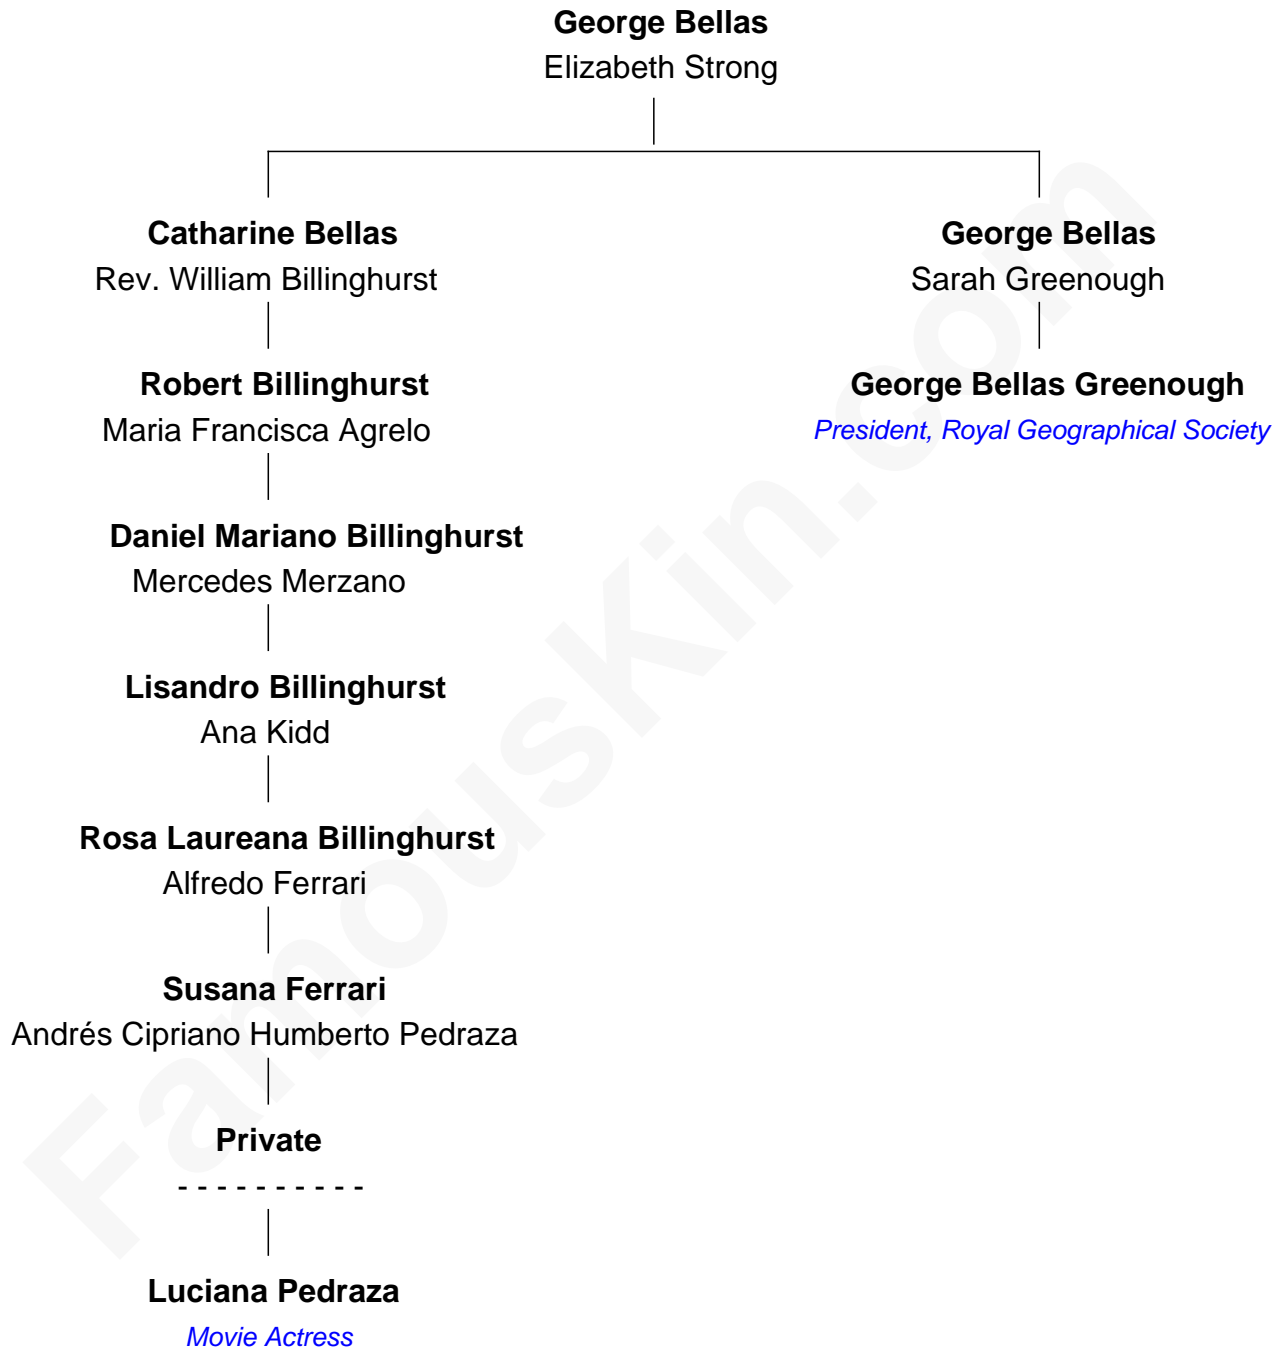 George Bellas
Elizabeth Strong
Catharine Bellas
Rev. William Billinghurst
George Bellas
Sarah Greenough
Robert Billinghurst
Maria Francisca Agrelo
George Bellas Greenough
President, Royal Geographical Society
Daniel Mariano Billinghurst
Mercedes Merzano
Lisandro Billinghurst
Ana Kidd
Rosa Laureana Billinghurst
Alfredo Ferrari
Susana Ferrari
Andrés Cipriano Humberto Pedraza
Private
- - - - - - - - - -
Luciana Pedraza
Movie Actress
FamousKin.com